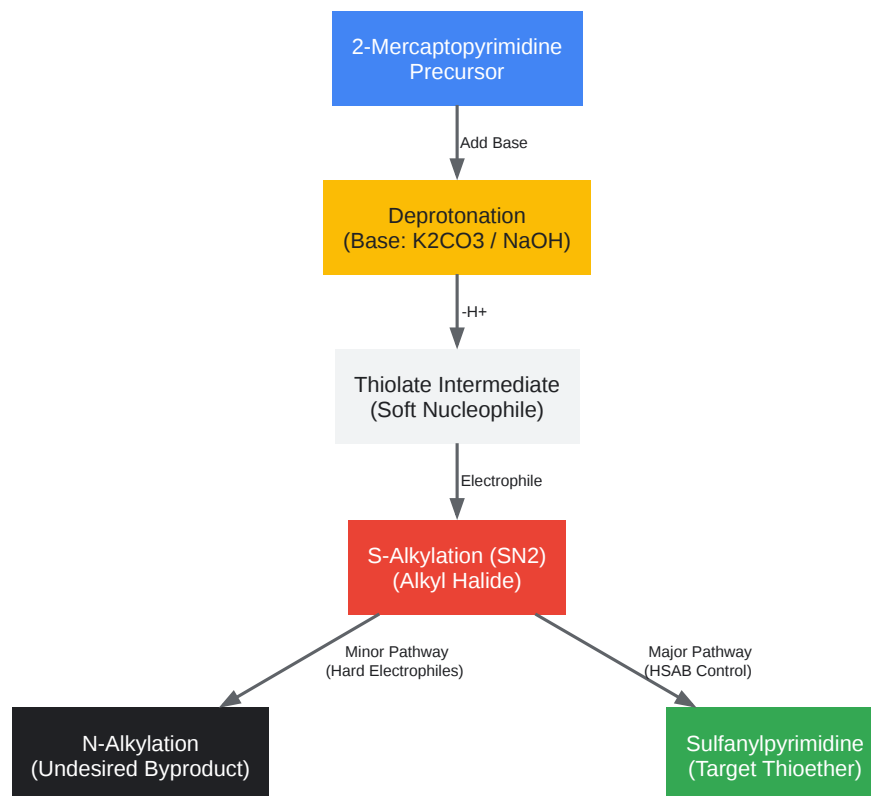 2-Mercaptopyrimidine
Precursor
Add Base
Deprotonation
(Base: K2CO3 / NaOH)
-H+
Thiolate Intermediate
(Soft Nucleophile)
Electrophile
S-Alkylation (SN2)
(Alkyl Halide)
Minor Pathway
(Hard Electrophiles)
Major Pathway
(HSAB Control)
N-Alkylation
(Undesired Byproduct)
Sulfanylpyrimidine
(Target Thioether)